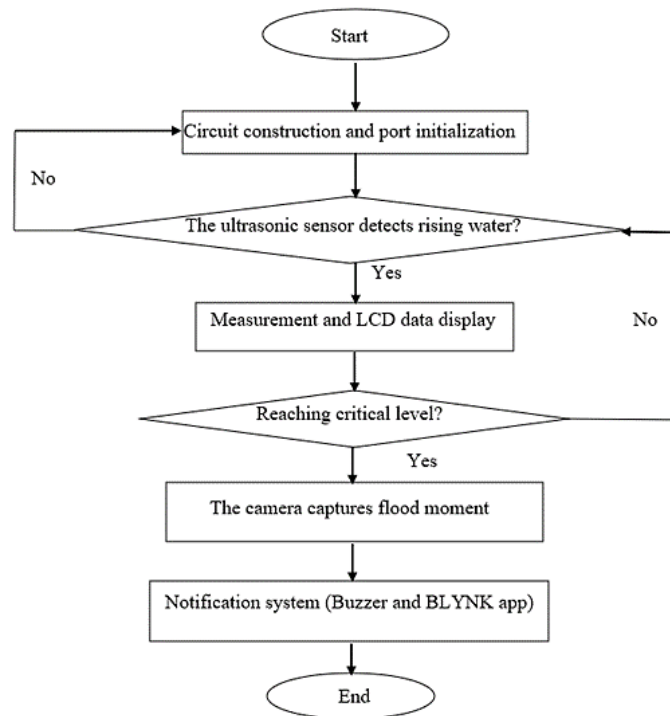 Start
Circuit construction and port initialization
No
The ultrasonic sensor detects rising water?
Yes
Measurement and LCD data display
No
Reaching critical level?
Yes
The camera captures flood moment
Notification system (Buzzer and BLYNK app)
End